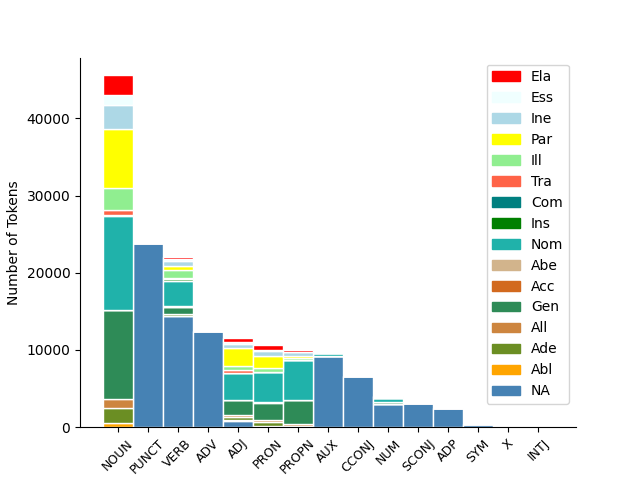 Number of Tokens
40000
30000
20000
10000
0
NOUN
PUNCT
VERB
ADV
ADJ
PRON
PROPN
AUX
CCONJ
NUM
SCONJ
ADP
SYM
X
INTJ
Ela
Ess
Ine
Par
Ill
Tra
Com
Ins
Nom
Abe
Acc
Gen
All
Ade
Abl
NA